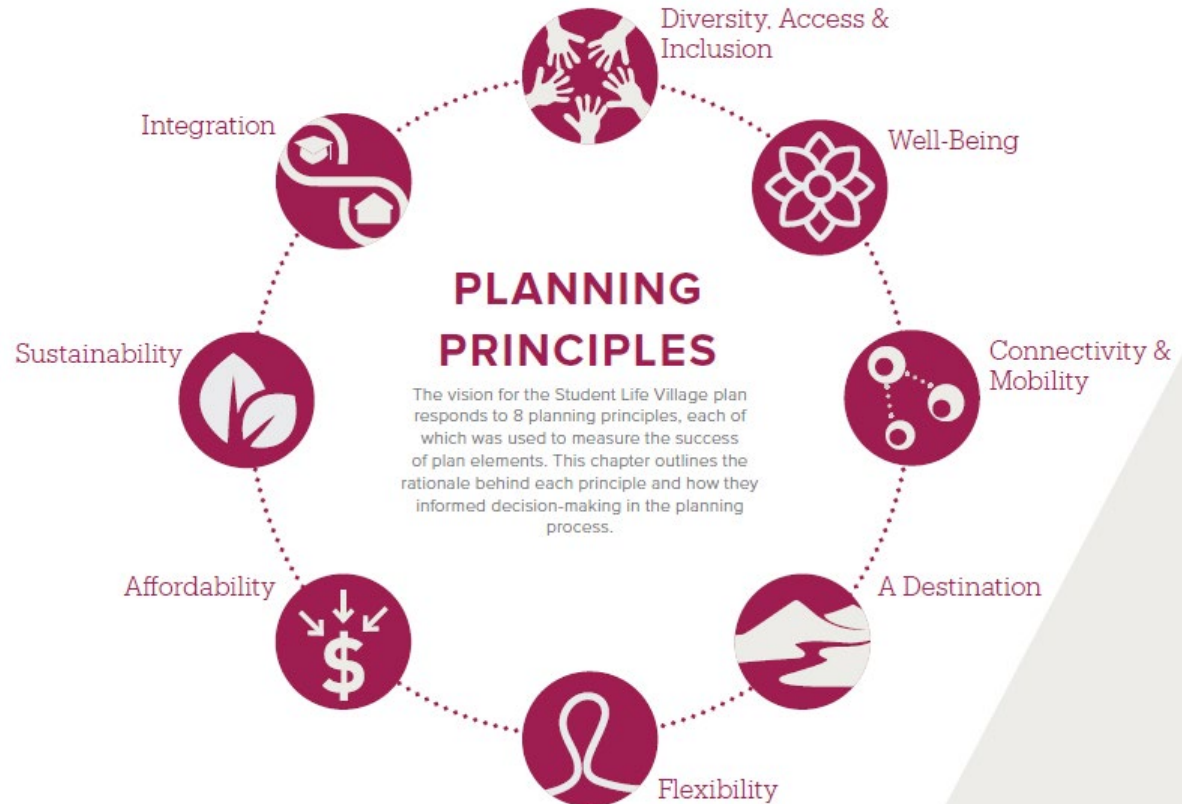 Diversity, Access &
Inclusion
Integration
Well-Being
PLANNING
PRINCIPLES
Sustainability
Connectivity &
Mobility
The vision for the Student Life Village plan
responds to 8 planning principles, each of
which was used to measure the success
of plan elements. This chapter outlines the
rationale behind each principle and how they
informed decision-making in the planning
process.
Affordability
$
A Destination
Flexibility